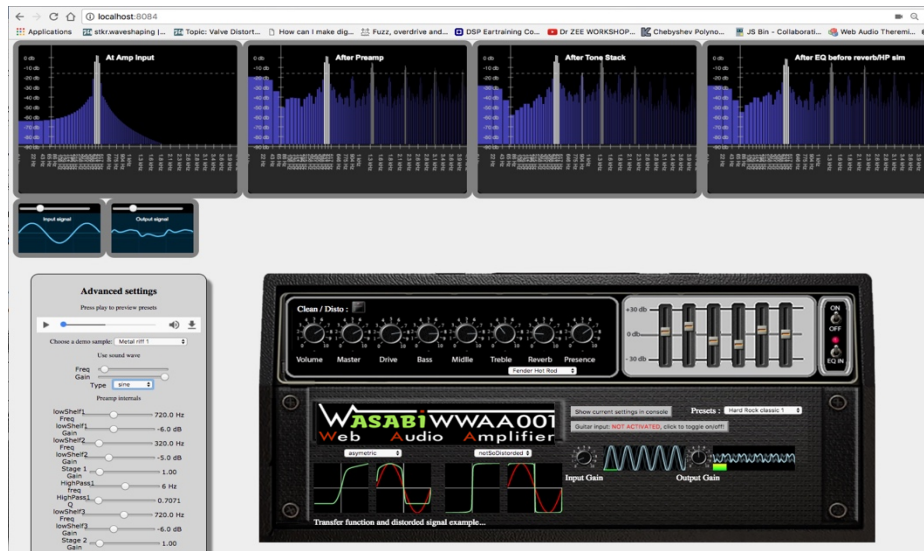 localhost:8084
Applications
stkr.waveshaping |...
Topic: Valve Distort...
How can I make dig...
Fuzz, overdrive and...
DSP Eartraining Co...
Dr ZEE WORKSHOP...
Chebyshev Polyno...
JS Bin - Collaborati...
Web Audio Theremi...
At Amp Input
After Preamp
After Tone Stack
After EQ before reverb/HP sim
Input signal
Output signal
Advanced settings
Press play to preview presets
Choose a demo sample: Metal riff 1
Use sound wave
Freq
Gain
Type sine
Preamp internals
lowShelf1 Freq 720.0 Hz
lowShelf1 Gain -6.0 dB
lowShelf2 Freq 320.0 Hz
lowShelf2 Gain -5.0 dB
Stage 1 Gain 1.00
HighPass1 freq 6 Hz
HighPass1 Q 0.7071
lowShelf3 Freq 720.0 Hz
lowShelf3 Gain -6.0 dB
Stage 2 Gain 1.00
Clean / Disto :
Volume Master Drive Bass Middle Treble Reverb Presence
Fender Hot Rod
+30 db
0 db
- 30 db
ON
OFF
EQ IN
WASABI WWAA001
Web Audio Amplifier
Show current settings in console
Presets : Hard Rock classic 1
Guitar input: NOT ACTIVATED, click to toggle on/off!
asymetric
notSoDistorded
Input Gain
Output Gain
Transfer function and distorded signal example...